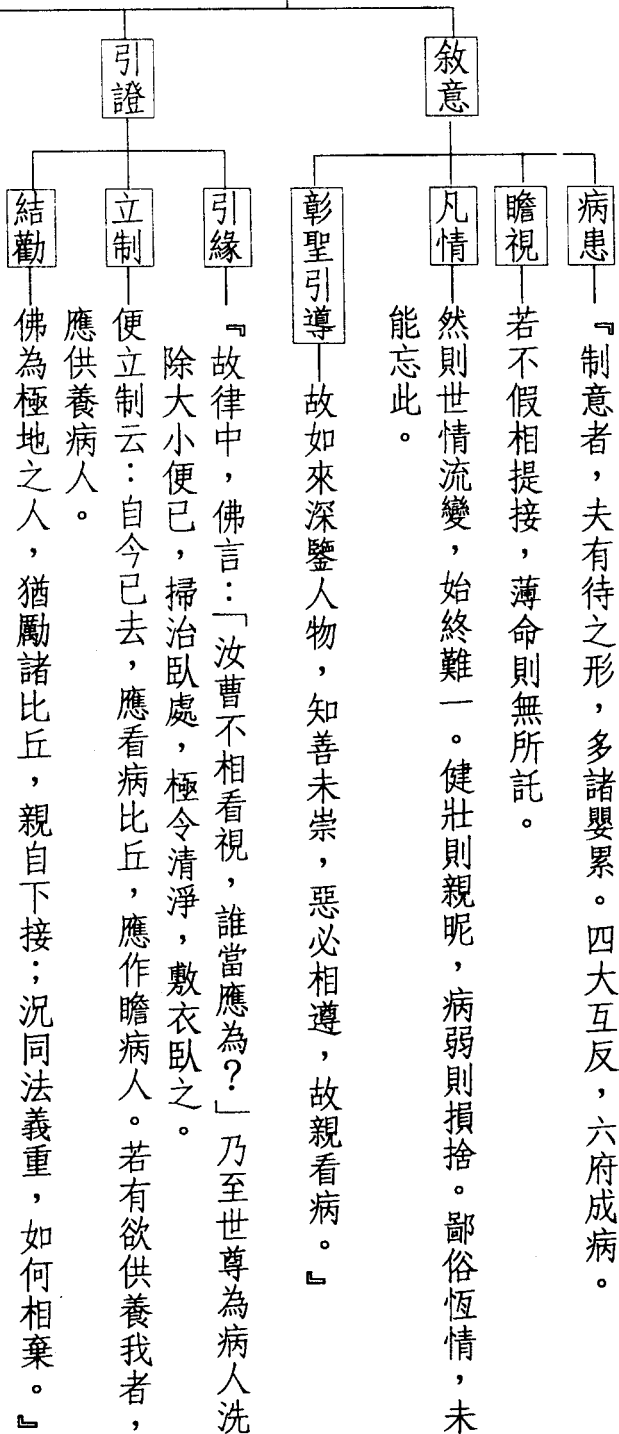 敘意
病患
『制意者，夫有待之形，多諸嬰累。四大互反，六府成病。
瞻視
若不假相提接，薄命則無所託。
凡情
然則世情流變，始終難一。健壯則親昵，病弱則損捨。鄙俗恆情，未
能忘此。
彰聖引導
故如來深鑒人物，知善未崇，惡必相遵，故親看病。』
引證
引緣
『故律中，佛言：「汝曹不相看視，誰當應為？」乃至世尊為病人洗
除大小便已，掃治臥處，極令清淨，敷衣臥之。
立制
便立制云：自今已去，應看病比丘，應作瞻病人。若有欲供養我者，
應供養病人。
結勸
佛為極地之人，猶勵諸比丘，親自下接；況同法義重，如何相棄。』